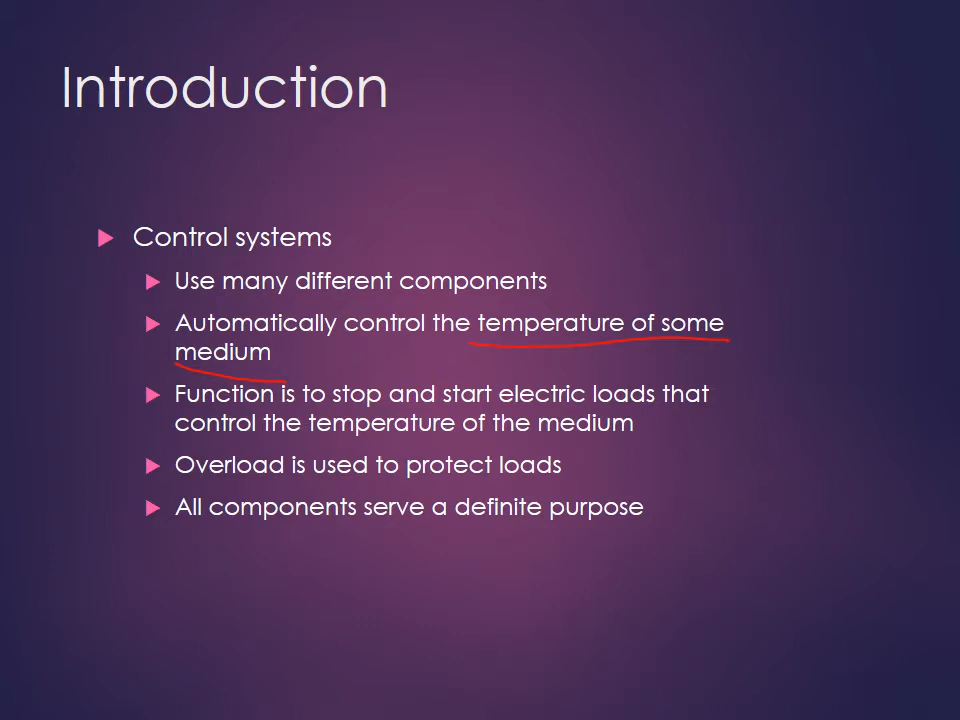 Introduction
Control systems
Use many different components
Automatically control the temperature of some
medium
Function is to stop and start electric loads that
control the temperature of the medium
Overload is used to protect loads
All components serve a definite purpose